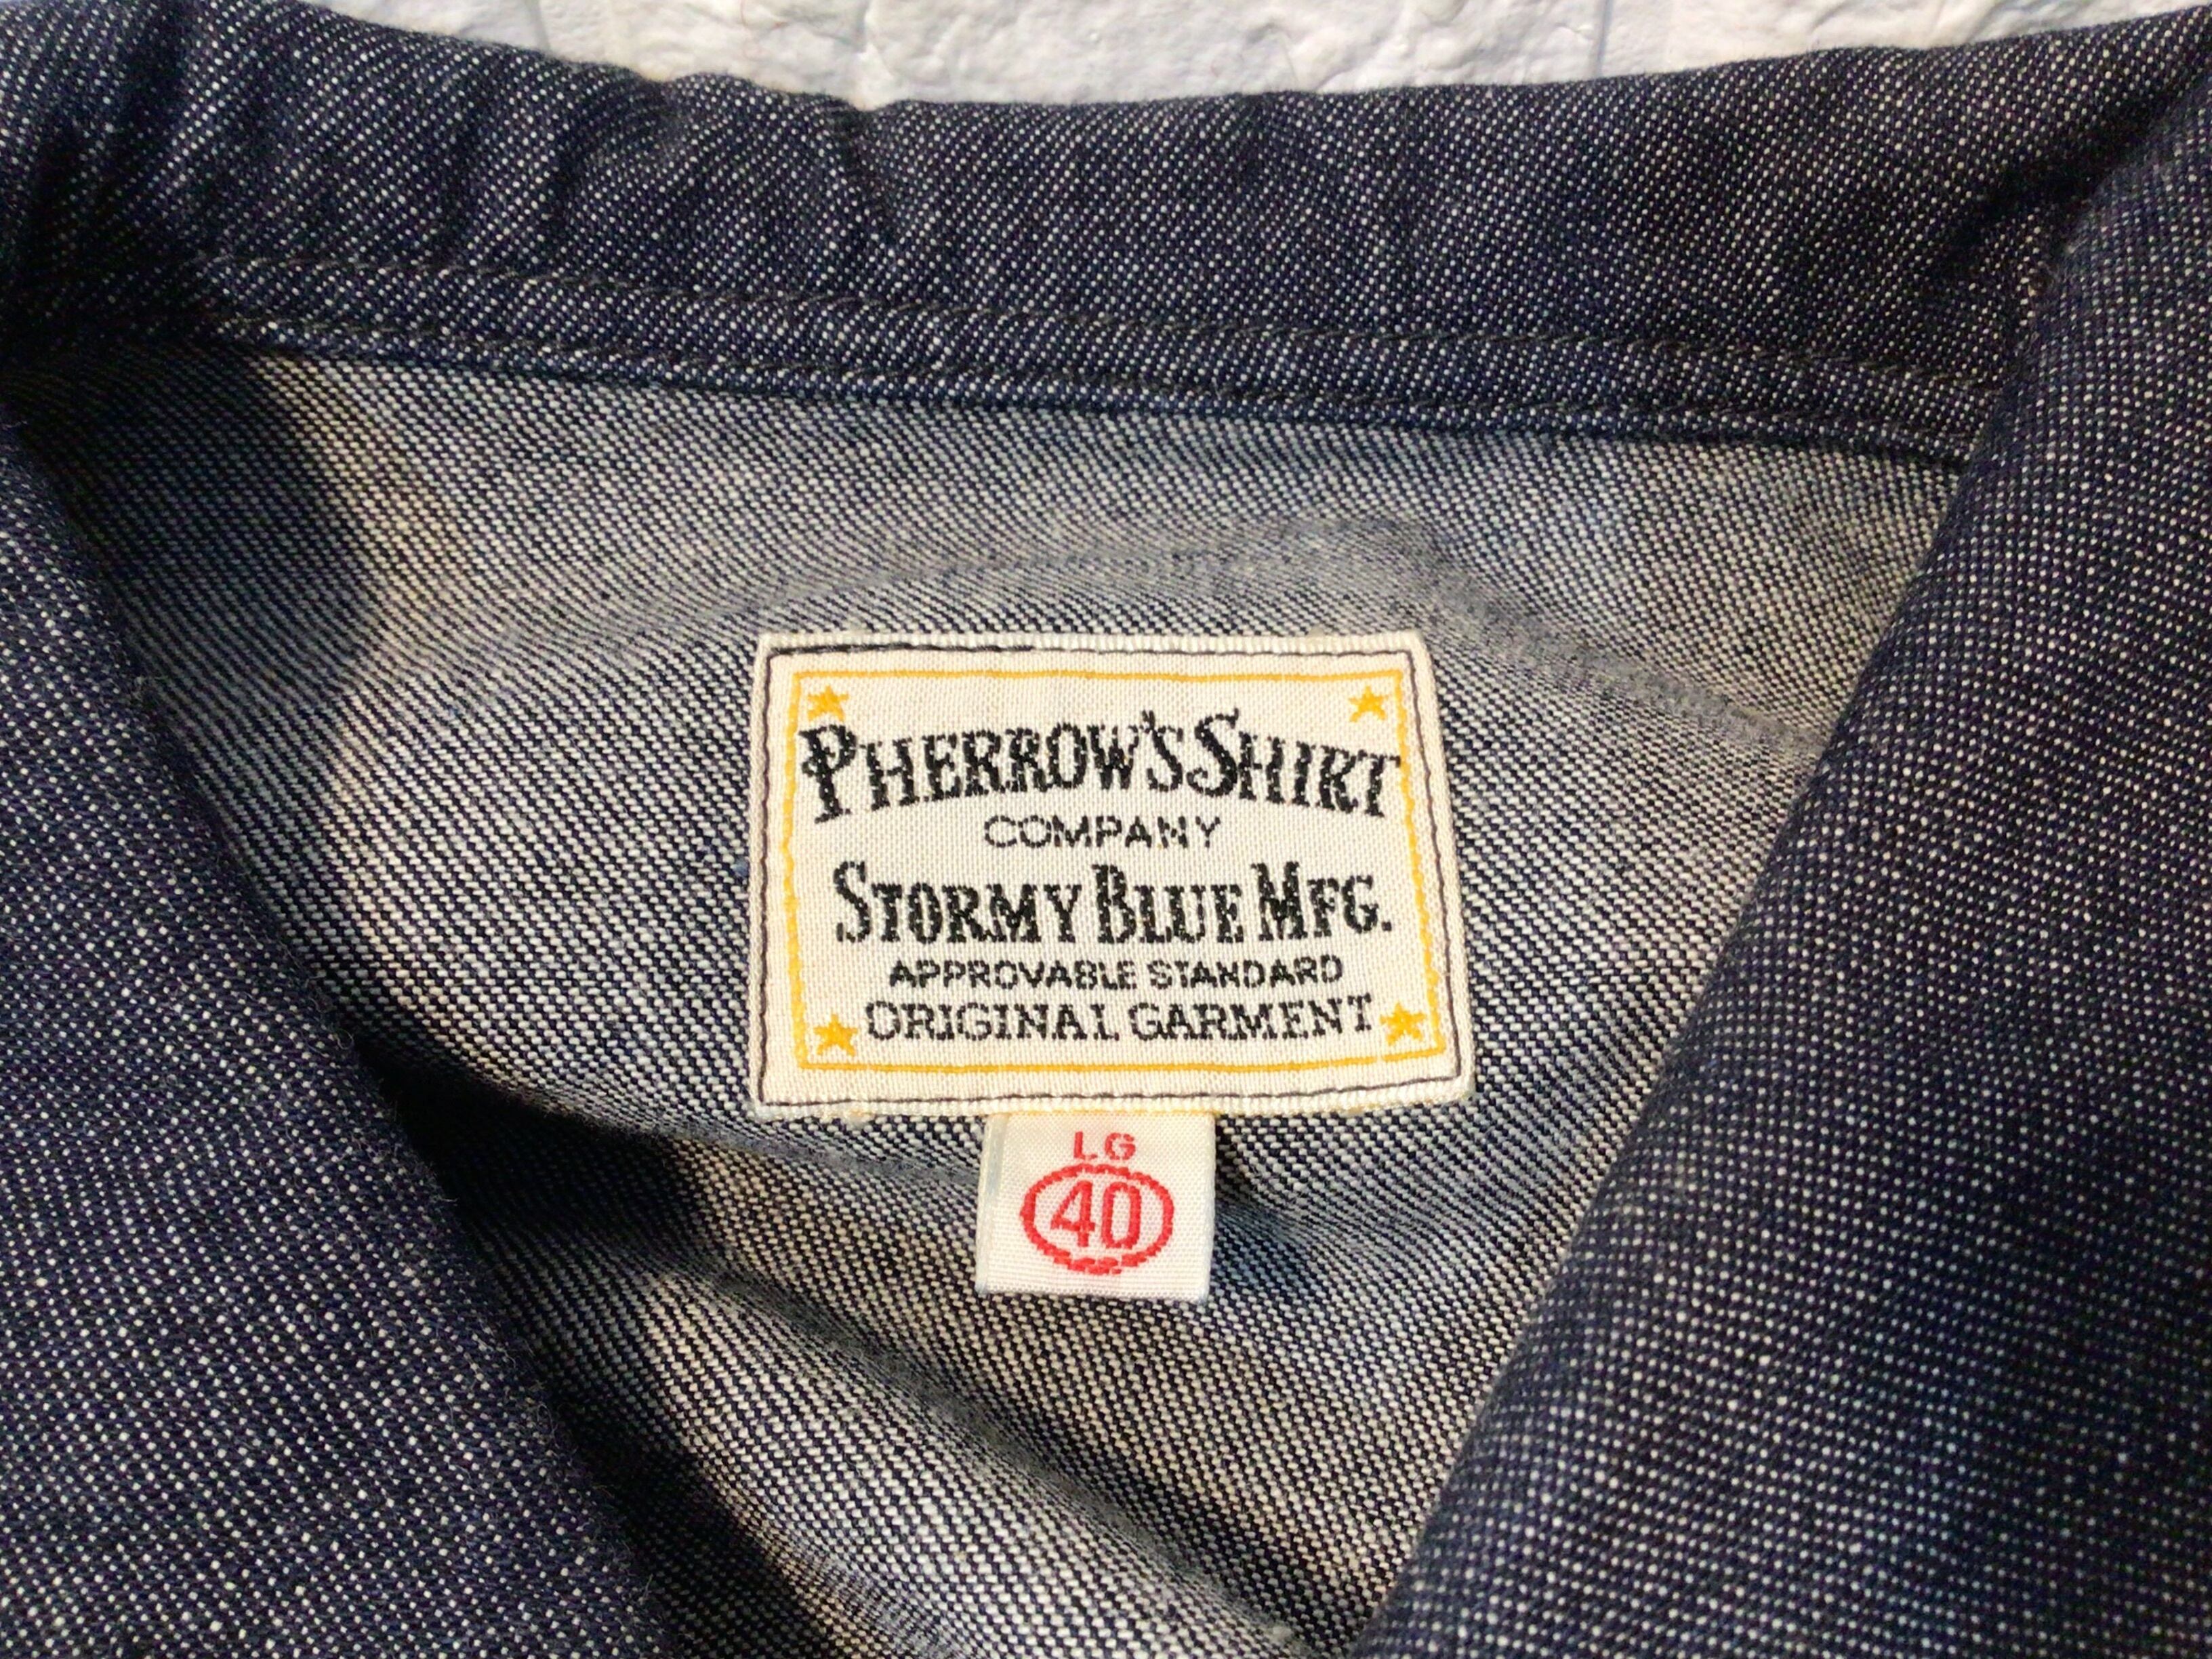 PHERROW'S SHIRT
COMPANY
STORMY BLUE MFG.
APPROVABLE STANDARD
ORIGINAL GARMENT
LG
40